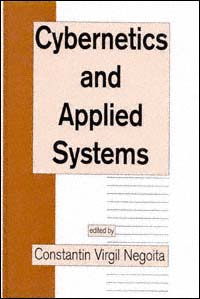 Cybernetics
and
Applied
Systems
edited
by
Constantin Virgil Negoita